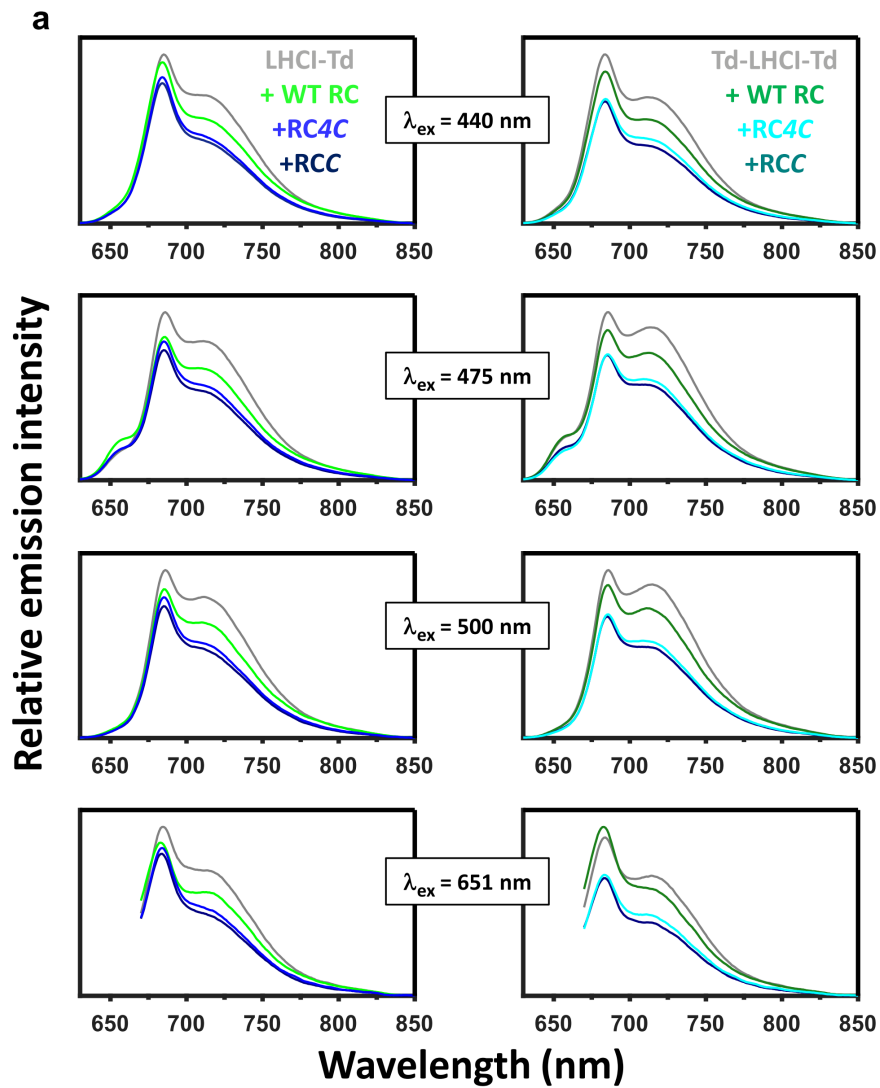 a
LHCI-Td
+ WT RC
+RC4C
+RCC
λex = 440 nm
Td-LHCI-Td
+ WT RC
+RC4C
+RCC
650 700 750 800 850
650 700 750 800 850
λex = 475 nm
650 700 750 800 850
650 700 750 800 850
λex = 500 nm
650 700 750 800 850
650 700 750 800 850
λex = 651 nm
650 700 750 800 850
650 700 750 800 850
Relative emission intensity
Wavelength (nm)